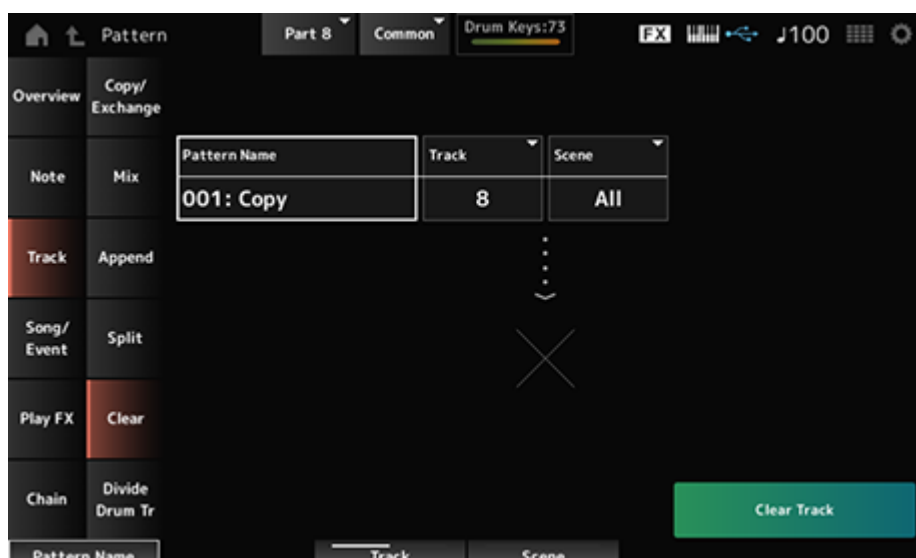 Pattern
Part 8
Common
Drum Keys:73
FX
♩100
Overview
Copy/
Exchange
Note
Mix
Pattern Name
Track
Scene
001: Copy
8
All
Track
Append
Song/
Event
Split
Play FX
Clear
Chain
Divide
Drum Tr
Clear Track
Pattern Name
Track
Scene